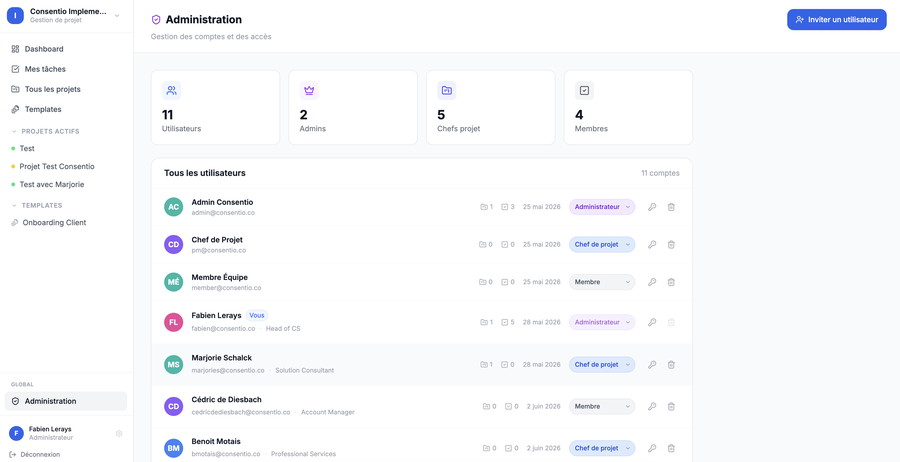 I
Consentio Impleme...
Gestion de projet
Dashboard
Mes tâches
Tous les projets
Templates
PROJETS ACTIFS
Test
Projet Test Consentio
Test avec Marjorie
TEMPLATES
Onboarding Client
GLOBAL
Administration
F
Fabien Lerays
Administrateur
Déconnexion
Administration
Gestion des comptes et des accès
Inviter un utilisateur
11
Utilisateurs
2
Admins
5
Chefs projet
4
Membres
Tous les utilisateurs 11 comptes
AC Admin Consentio 1 3 25 mai 2026 Administrateur
admin@consentio.co
CD Chef de Projet 0 0 25 mai 2026 Chef de projet
pm@consentio.co
MÉ Membre Équipe 0 0 25 mai 2026 Membre
member@consentio.co
FL Fabien Lerays Vous 1 5 28 mai 2026 Administrateur
fabien@consentio.co · Head of CS
MS Marjorie Schalck 1 0 28 mai 2026 Chef de projet
marjories@consentio.co · Solution Consultant
CD Cédric de Diesbach 0 0 2 juin 2026 Membre
cedricdediesbach@consentio.co · Account Manager
BM Benoit Motais 0 0 2 juin 2026 Chef de projet
bmotais@consentio.co · Professional Services